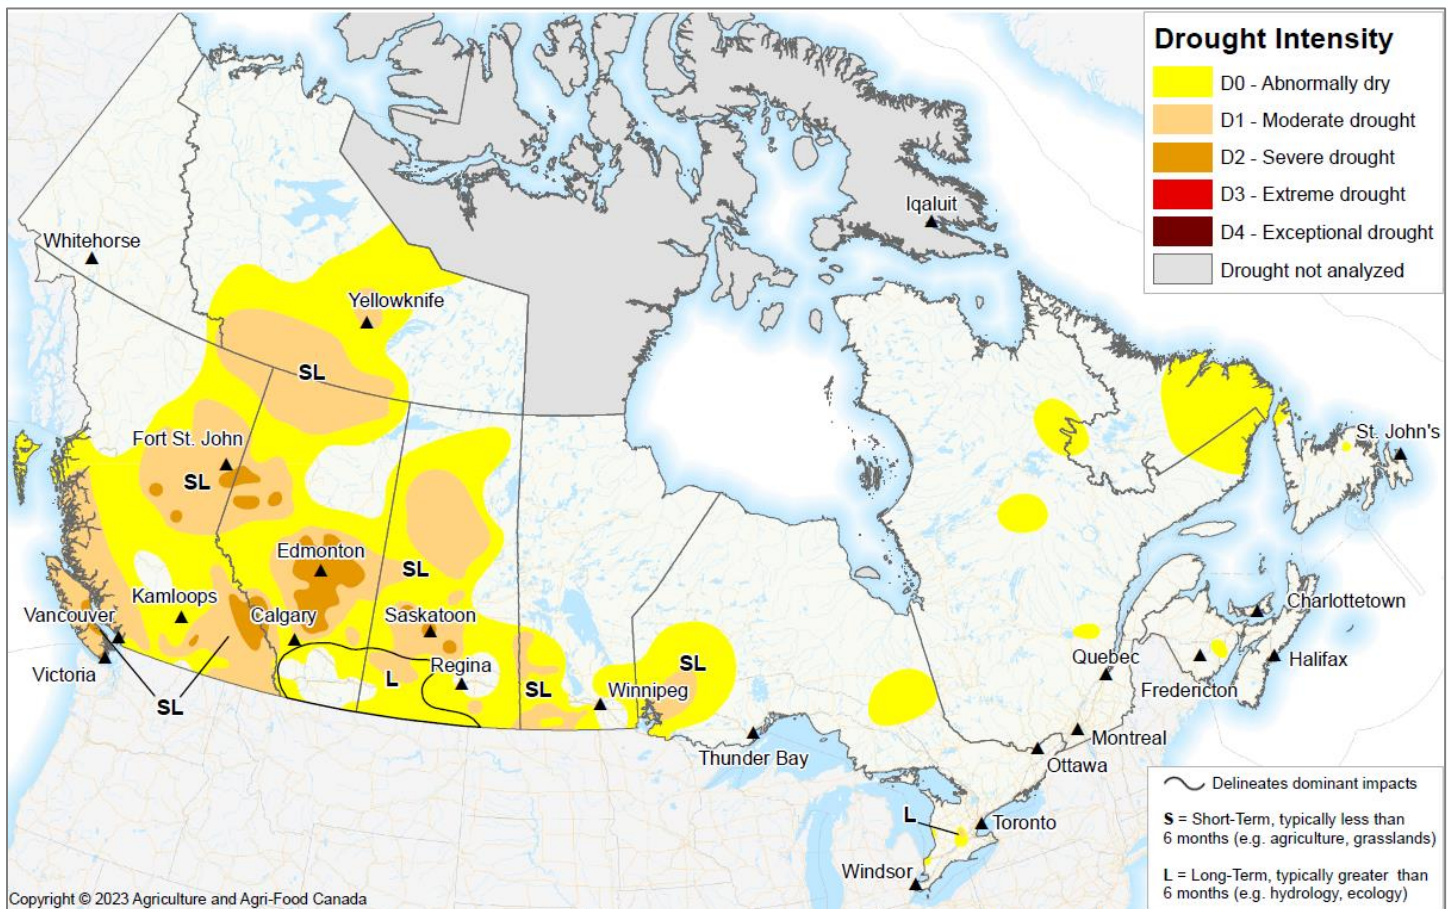 Drought Intensity
D0 - Abnormally dry
D1 - Moderate drought
D2 - Severe drought
D3 - Extreme drought
D4 - Exceptional drought
Drought not analyzed
Iqaluit
Whitehorse
Yellowknife
SL
Fort St. John
SL
St. John's
Edmonton
SL
Kamloops
Vancouver
Calgary
Saskatoon
Charlottetown
Victoria
L
Regina
SL
SL
Winnipeg
Quebec
Halifax
Fredericton
SL
Thunder Bay
Montreal
Ottawa
L
Toronto
Windsor
Delineates dominant impacts
S = Short-Term, typically less than
6 months (e.g. agriculture, grasslands)
L = Long-Term, typically greater than
6 months (e.g. hydrology, ecology)
Copyright © 2023 Agriculture and Agri-Food Canada